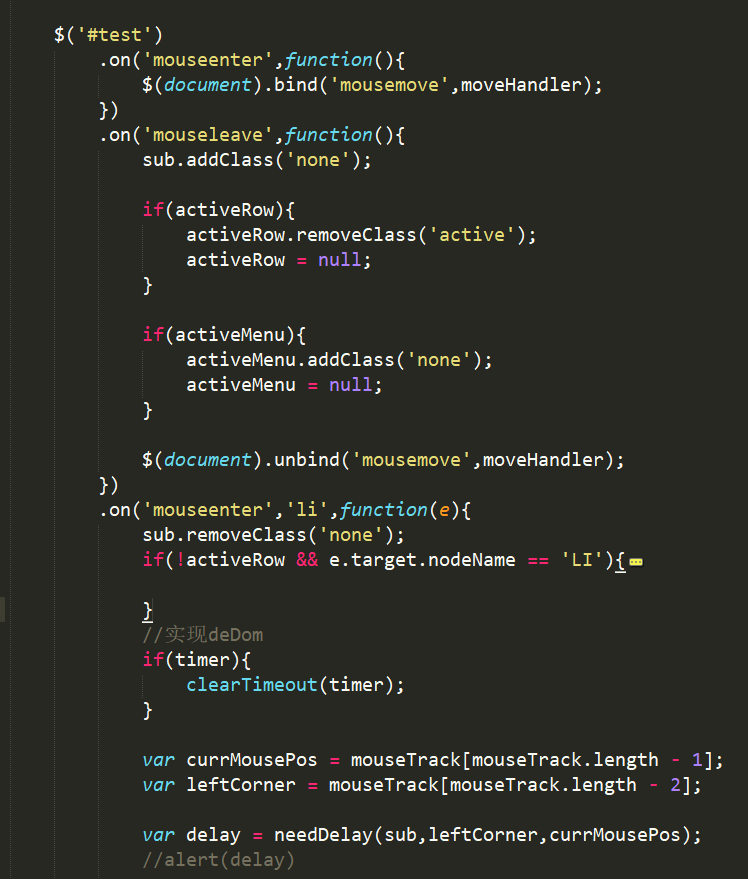 $('#test')
.on('mouseenter',function(){
$(document).bind('mousemove',moveHandler);
})
.on('mouseleave',function(){
sub.addClass('none');
if(activeRow){
activeRow.removeClass('active');
activeRow = null;
}
if(activeMenu){
activeMenu.addClass('none');
activeMenu = null;
}
$(document).unbind('mousemove',moveHandler);
})
.on('mouseenter','li',function(e){
sub.removeClass('none');
if(!activeRow && e.target.nodeName == 'LI'){
}
//实现deDom
if(timer){
clearTimeout(timer);
}
var currMousePos = mouseTrack[mouseTrack.length - 1];
var leftCorner = mouseTrack[mouseTrack.length - 2];
var delay = needDelay(sub,leftCorner,currMousePos);
//alert(delay)